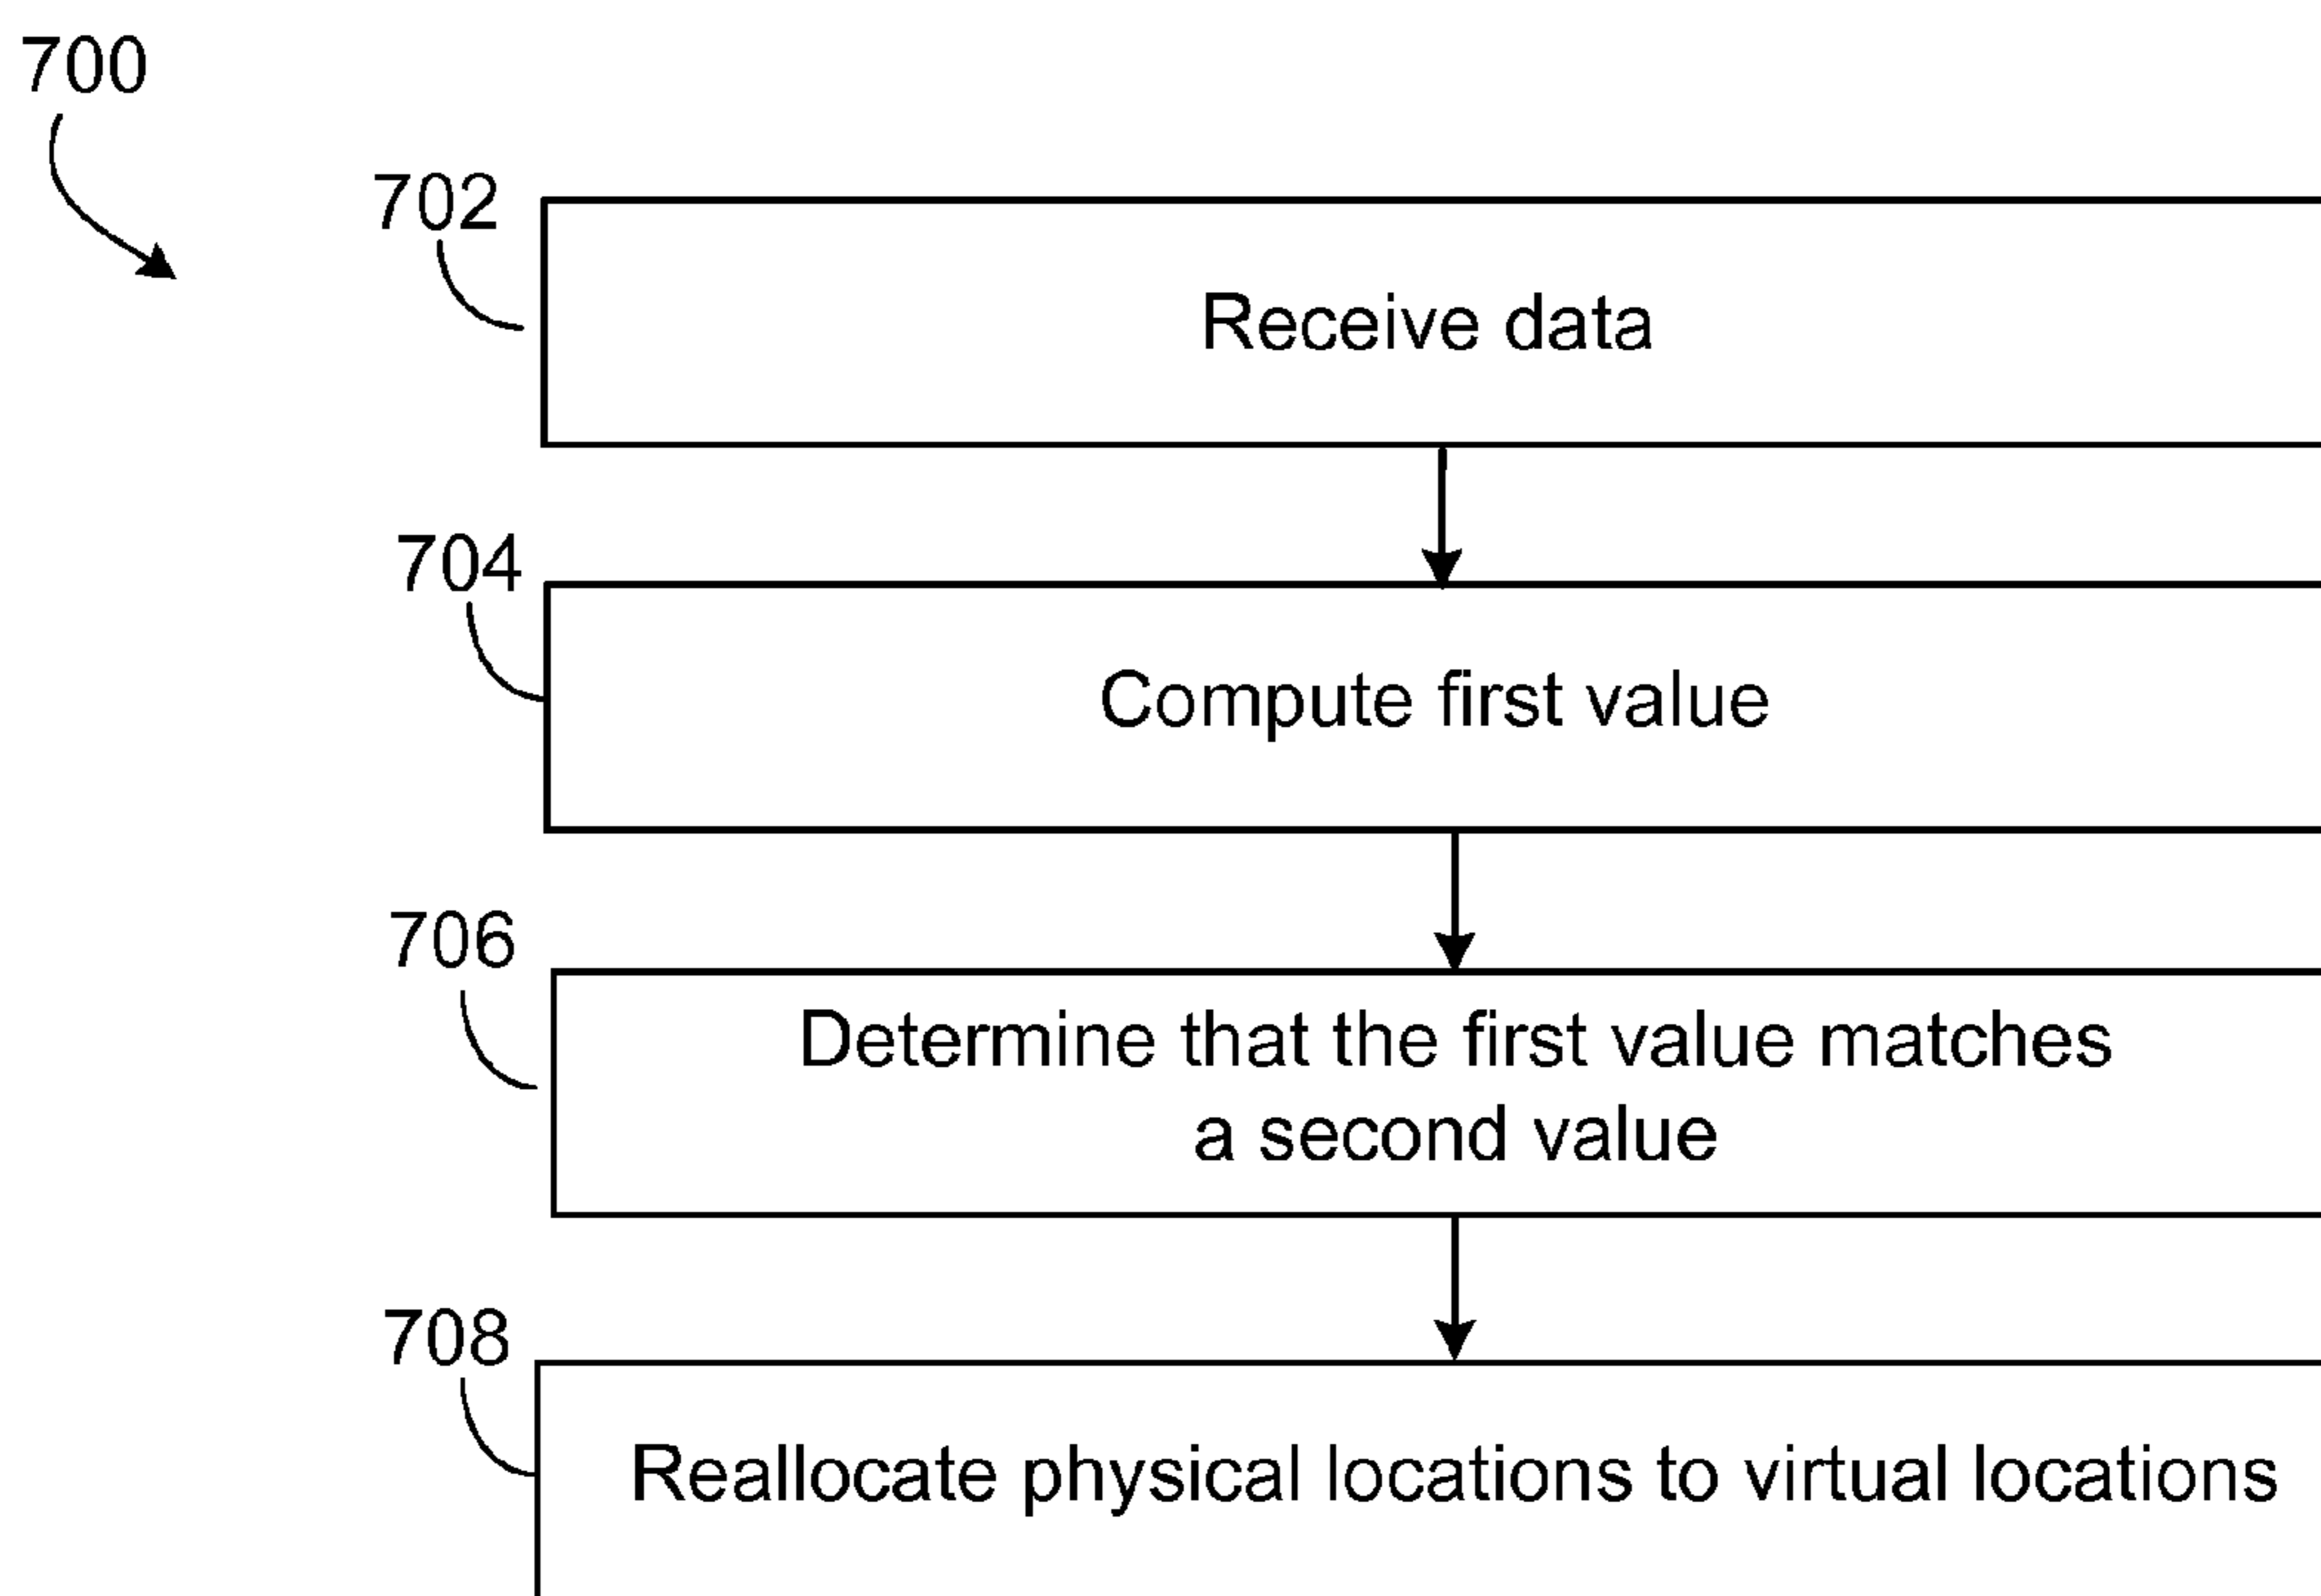 700
702
Receive data
704
Compute first value
706
Determine that the first value matches
a second value
708
Reallocate physical locations to virtual locations